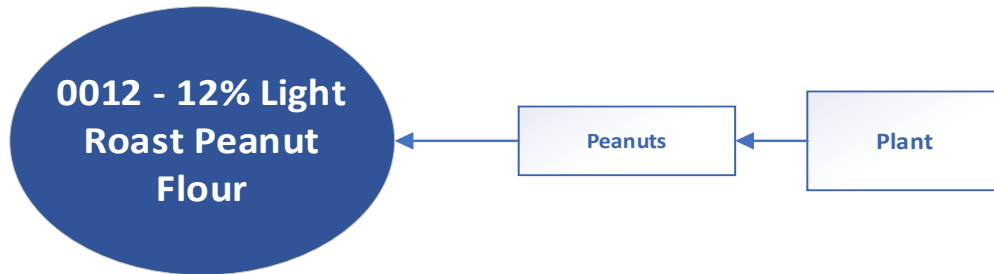 0012 - 12% Light
Roast Peanut
Flour
Peanuts
Plant